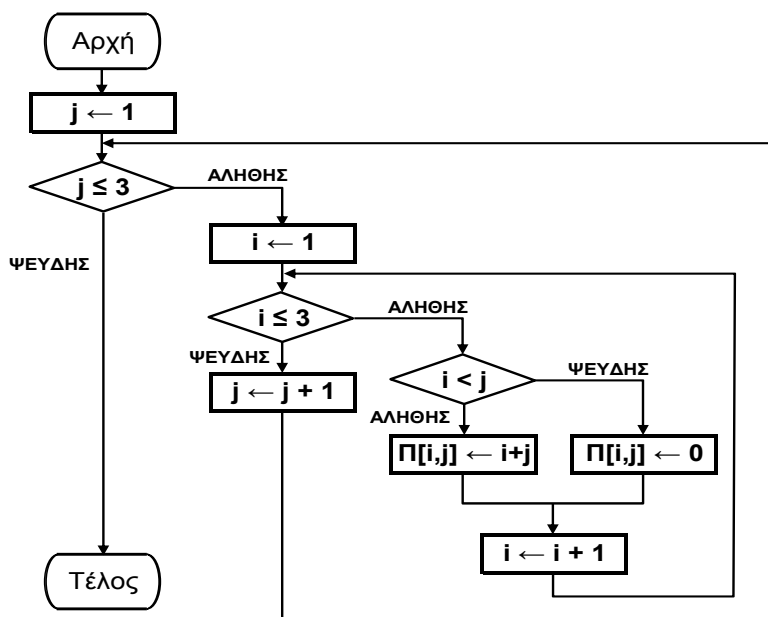 Αρχή
j ← 1
j ≤ 3
ΑΛΗΘΗΣ
i ← 1
ΨΕΥΔΗΣ
i ≤ 3
ΑΛΗΘΗΣ
ΨΕΥΔΗΣ
j ← j + 1
i < j
ΨΕΥΔΗΣ
ΑΛΗΘΗΣ
Π[i,j] ← i+j
Π[i,j] ← 0
i ← i + 1
Τέλος